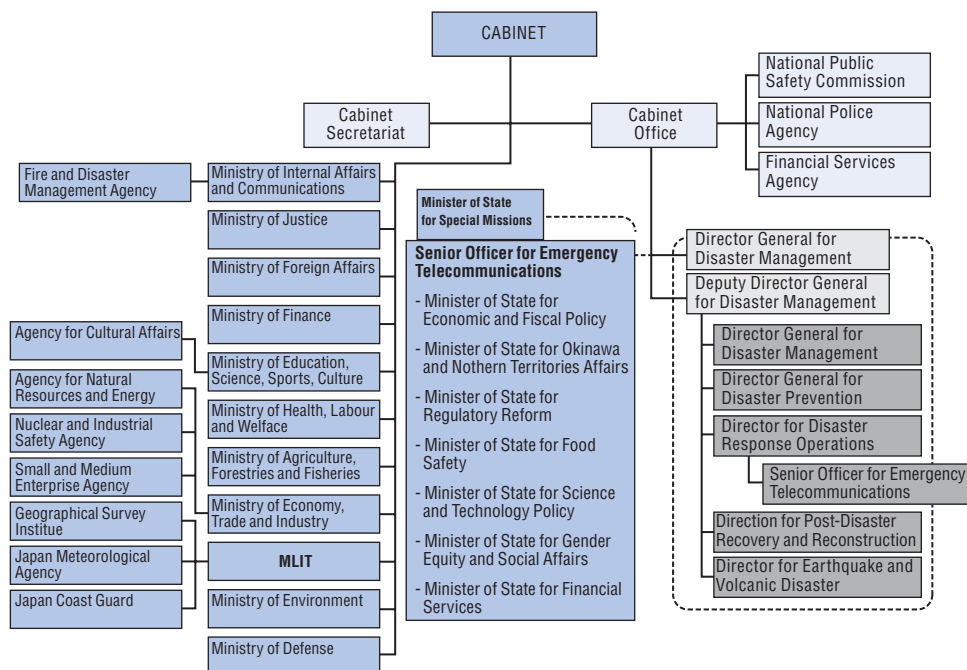 CABINET
Cabinet
Secretariat
Cabinet
Office
National Public
Safety Commission
National Police
Agency
Financial Services
Agency
Fire and Disaster
Management Agency
Ministry of Internal Affairs
and Communications
Ministry of Justice
Ministry of Foreign Affairs
Ministry of Finance
Agency for Cultural Affairs
Ministry of Education,
Science, Sports, Culture
Agency for Natural
Resources and Energy
Ministry of Health, Labour
and Welface
Nuclear and Industrial
Safety Agency
Ministry of Agriculture,
Forestries and Fisheries
Small and Medium
Enterprise Agency
Ministry of Economy,
Trade and Industry
Geographical Survey
Institue
MLIT
Japan Meteorological
Agency
Japan Coast Guard
Ministry of Environment
Ministry of Defense
Minister of State
for Special Missions
Senior Officer for Emergency
Telecommunications
- Minister of State for
Economic and Fiscal Policy
- Minister of State for Okinawa
and Nothern Territories Affairs
- Minister of State for
Regulatory Reform
- Minister of State for Food
Safety
- Minister of State for Science
and Technology Policy
- Minister of State for Gender
Equity and Social Affairs
- Minister of State for Financial
Services
Director General for
Disaster Management
Deputy Director General
for Disaster Management
Director General for
Disaster Management
Director General for
Disaster Prevention
Director for Disaster
Response Operations
Senior Officer for Emergency
Telecommunications
Direction for Post-Disaster
Recovery and Reconstruction
Director for Earthquake and
Volcanic Disaster